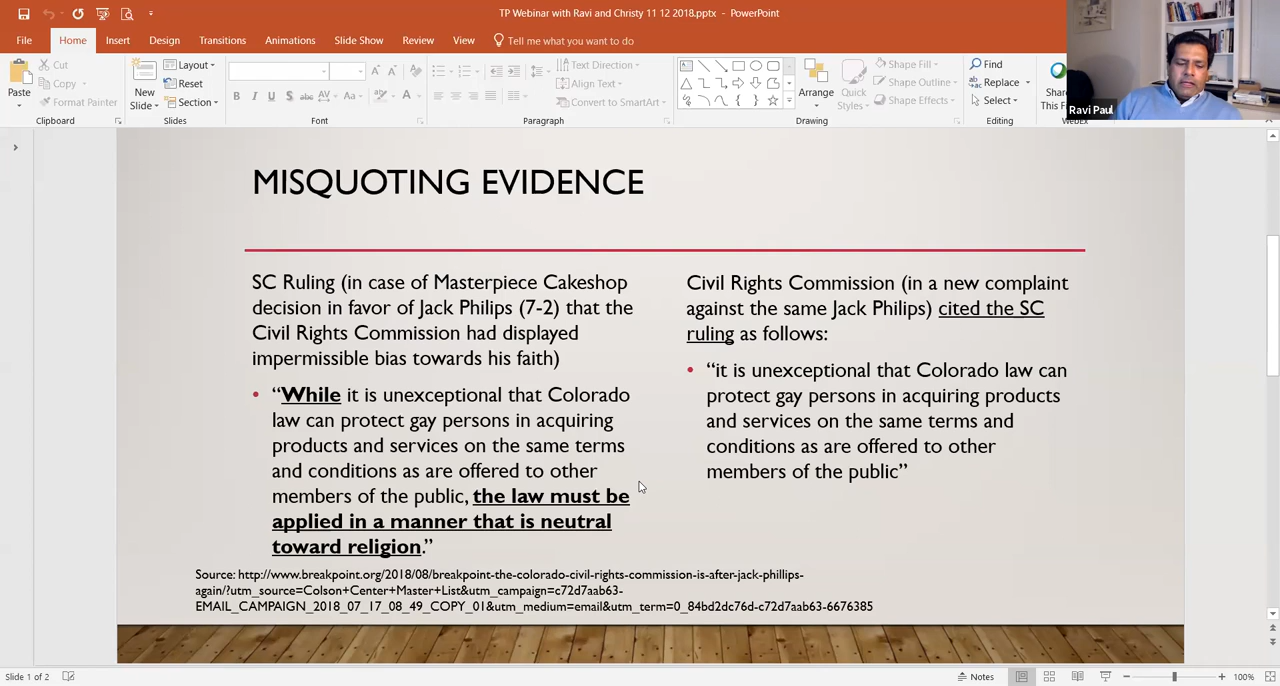 TP Webinar with Ravi and Christy 11 12 2018.pptx - PowerPoint
File Home Insert Design Transitions Animations Slide Show Review View Tell me what you want to do
Paste
Cut
Copy
Format Painter
Clipboard
New
Slide
Layout
Reset
Section
Slides
B I U S abc AV Aa A
Font
Text Direction
Align Text
Convert to SmartArt
Paragraph
Arrange
Quick
Styles
Shape Fill
Shape Outline
Shape Effects
Drawing
Find
Replace
Select
Editing
Ravi Paul
MISQUOTING EVIDENCE
SC Ruling (in case of Masterpiece Cakeshop
decision in favor of Jack Philips (7-2) that the
Civil Rights Commission had displayed
impermissible bias towards his faith)
• “While it is unexceptional that Colorado
law can protect gay persons in acquiring
products and services on the same terms
and conditions as are offered to other
members of the public, the law must be
applied in a manner that is neutral
toward religion.”
Civil Rights Commission (in a new complaint
against the same Jack Philips) cited the SC
ruling as follows:
• “it is unexceptional that Colorado law can
protect gay persons in acquiring products
and services on the same terms and
conditions as are offered to other
members of the public”
Source: http://www.breakpoint.org/2018/08/breakpoint-the-colorado-civil-rights-commission-is-after-jack-phillips-
again/?utm_source=Colson+Center+Master+List&utm_campaign=c72d7aab63-
EMAIL_CAMPAIGN_2018_07_17_08_49_COPY_01&utm_medium=email&utm_term=0_84bd2dc76d-c72d7aab63-6676385
Slide 1 of 2
Notes
100%